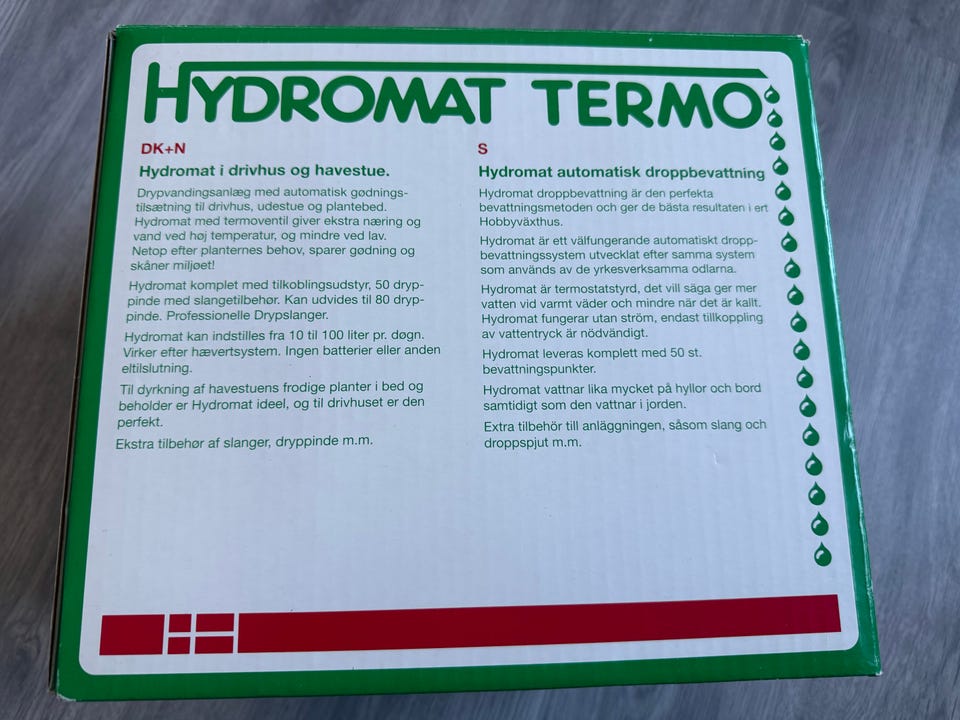 HYDROMAT TERMO
DK+N
Hydromat i drivhus og havestue.
Drypvandingsanlæg med automatisk gødnings-
tilsætning til drivhus, udestue og plantebed.
Hydromat med termoventil giver ekstra næring og
vand ved høj temperatur, og mindre ved lav.
Netop efter planternes behov, sparer gødning og
skåner miljøet!
Hydromat komplet med tilkoblingsudstyr, 50 dryp-
pinde med slangetilbehør. Kan udvides til 80 dryp-
pinde. Professionelle Drypslanger.
Hydromat kan indstilles fra 10 til 100 liter pr. døgn.
Virker efter hævertsystem. Ingen batterier eller anden
eltilslutning.
Til dyrkning af havestuens frodige planter i bed og
beholder er Hydromat ideel, og til drivhuset er den
perfekt.
Ekstra tilbehør af slanger, dryppinde m.m.
S
Hydromat automatisk droppbevattning
Hydromat droppbevattning är den perfekta
bevattningsmetoden och ger de bästa resultaten i ert
Hobbyväxthus.
Hydromat är ett välfungerande automatiskt dropp-
bevattningssystem utvecklat efter samma system
som används av de yrkesverksamma odlarna.
Hydromat är termostatstyrd, det vill säga ger mer
vatten vid varmt väder och mindre när det är kallt.
Hydromat fungerar utan ström, endast tillkoppling
av vattentryck är nödvändigt.
Hydromat leveras komplett med 50 st.
bevattningspunkter.
Hydromat vattnar lika mycket på hyllor och bord
samtidigt som den vattnar i jorden.
Extra tilbehör till anläggningen, såsom slang och
droppspjut m.m.